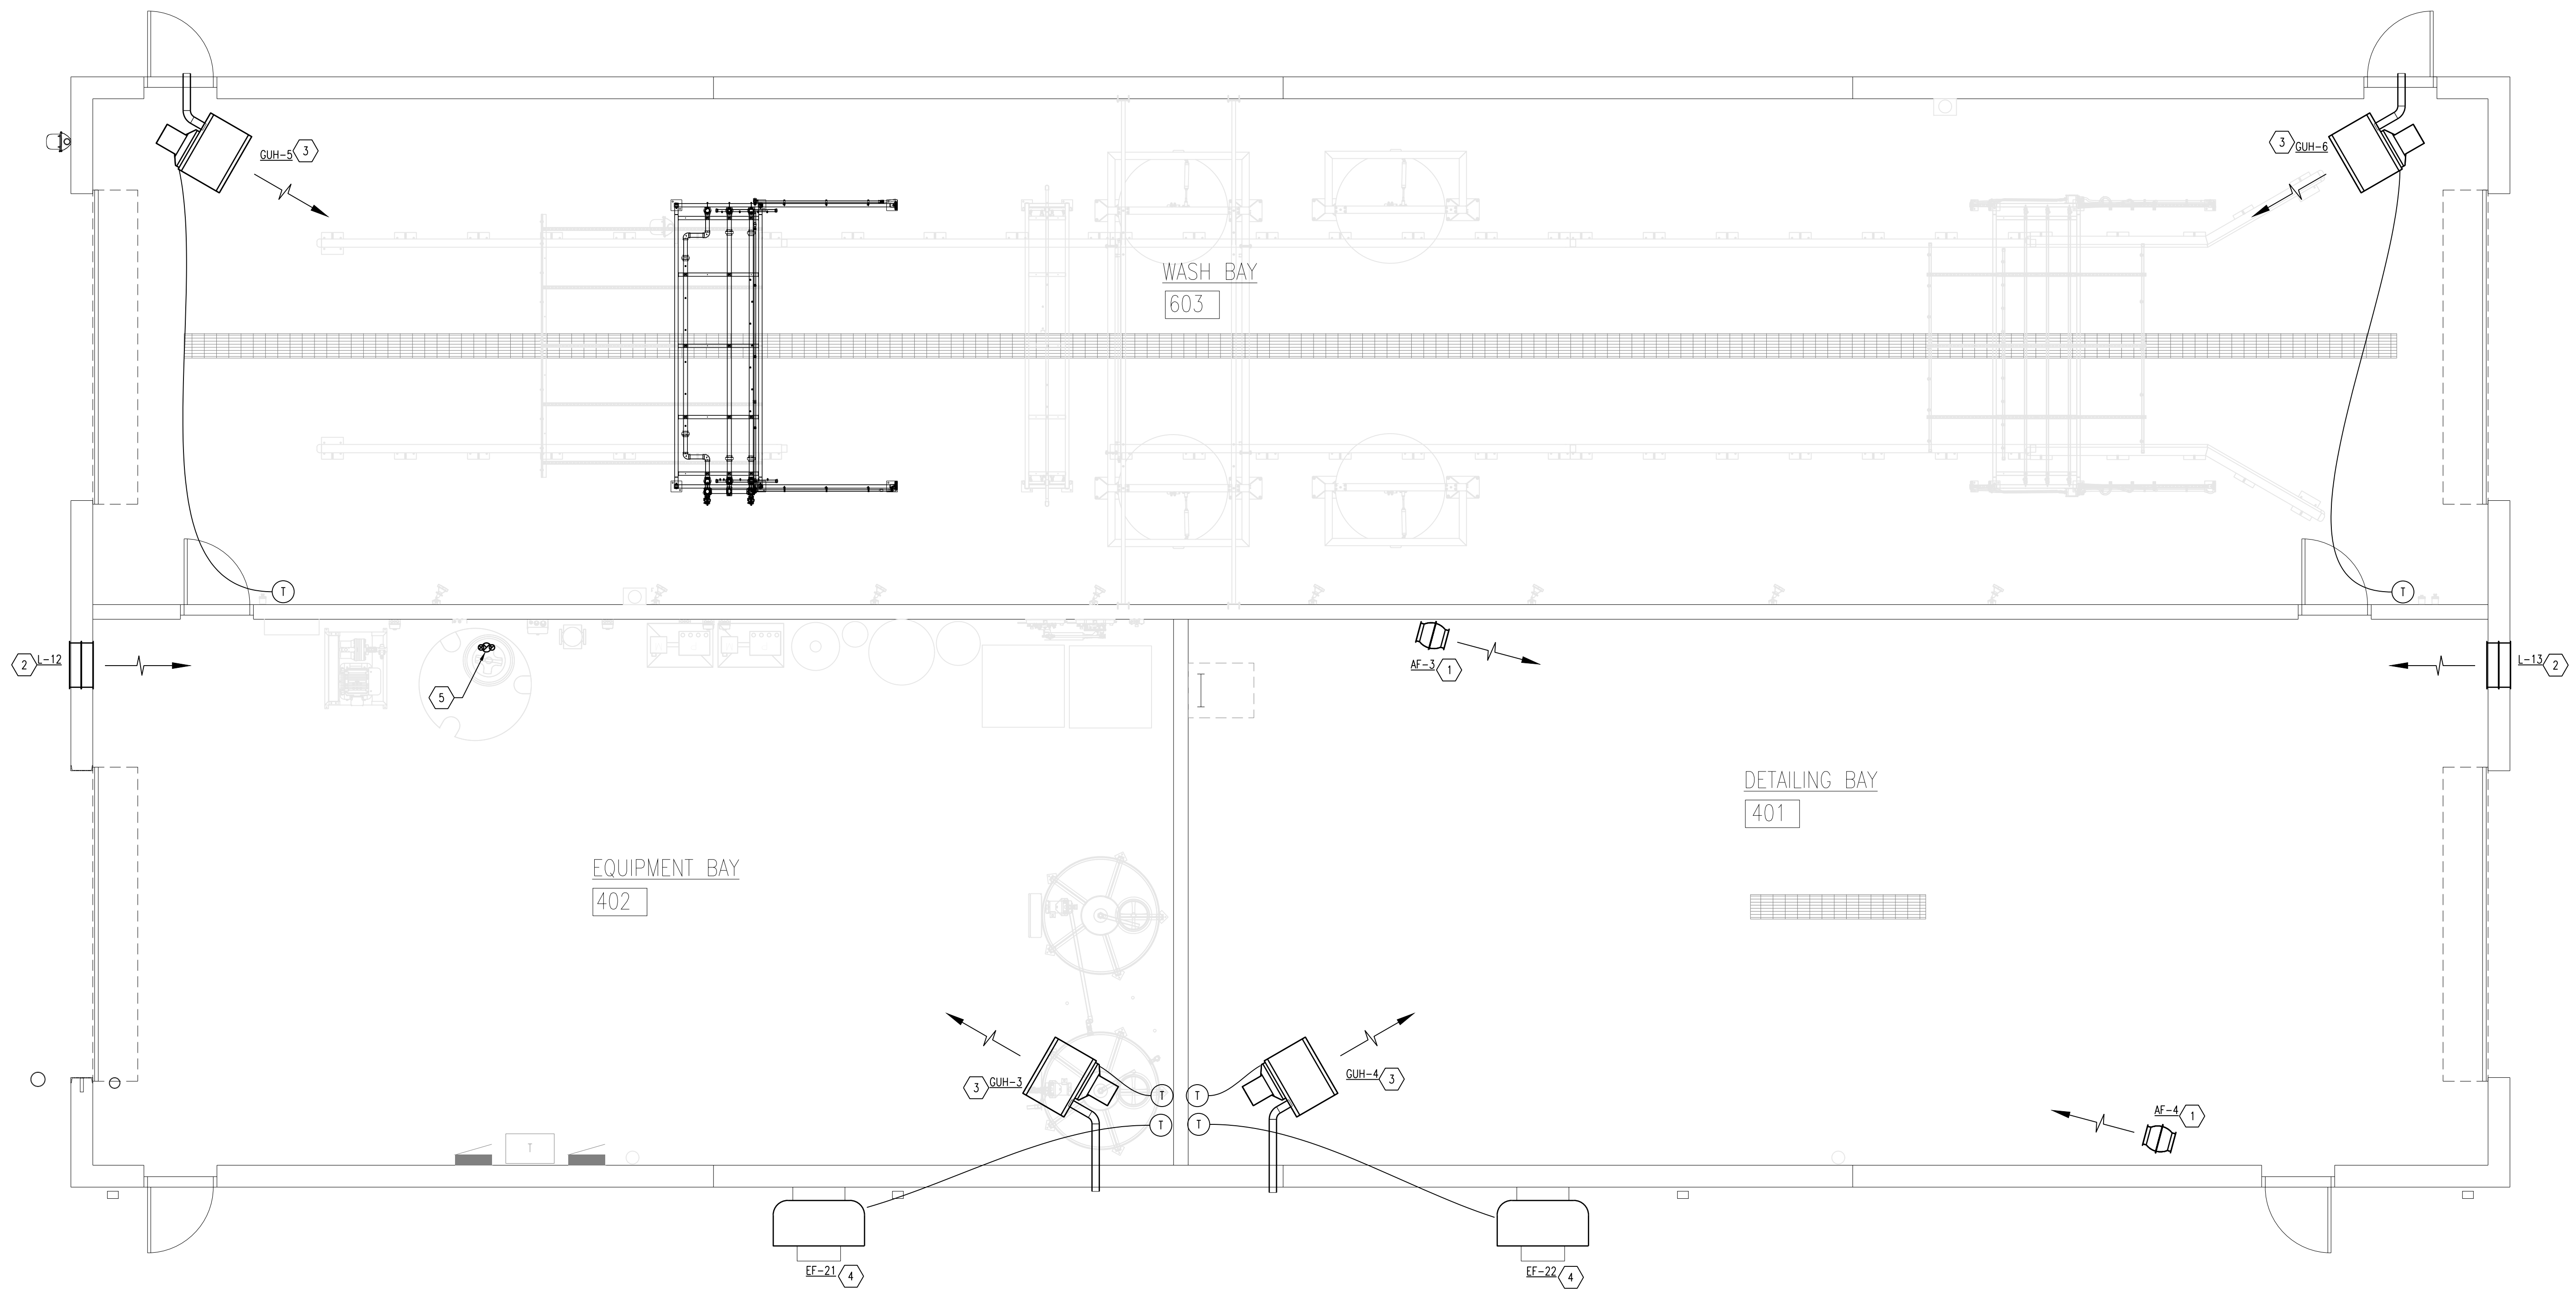 GUH-5 3
3 GUH-6
WASH BAY
603
T
T
2 L-12
5
AF-3 1
L-13 2
DETAILING BAY
401
EQUIPMENT BAY
402
3 GUH-3
GUH-4 3
T
T
T
T
AF-4 1
T
EF-21 4
EF-22 4